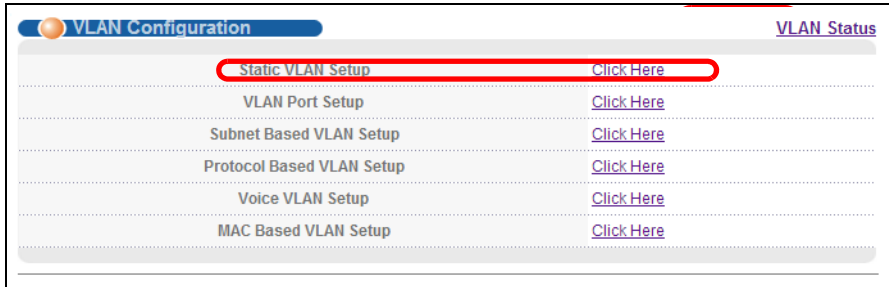 VLAN Configuration VLAN Status
Static VLAN Setup Click Here
VLAN Port Setup Click Here
Subnet Based VLAN Setup Click Here
Protocol Based VLAN Setup Click Here
Voice VLAN Setup Click Here
MAC Based VLAN Setup Click Here